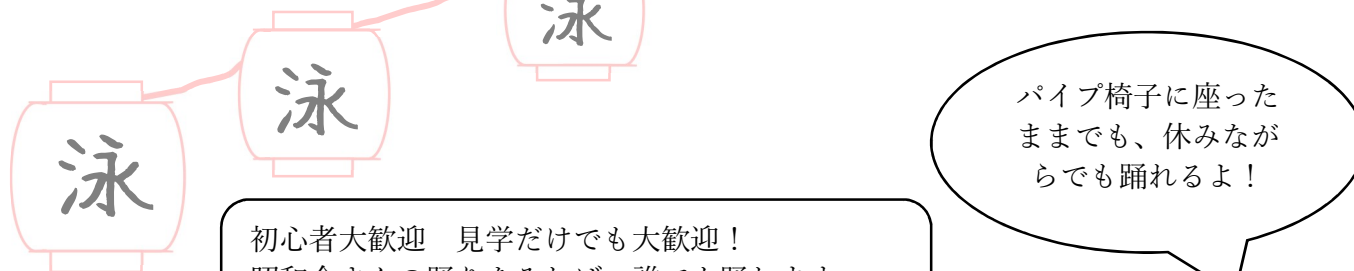 泳
泳
泳
パイプ椅子に座った
ままでも、休みなが
らでも踊れるよ！
初心者大歓迎　見学だけでも大歓迎！